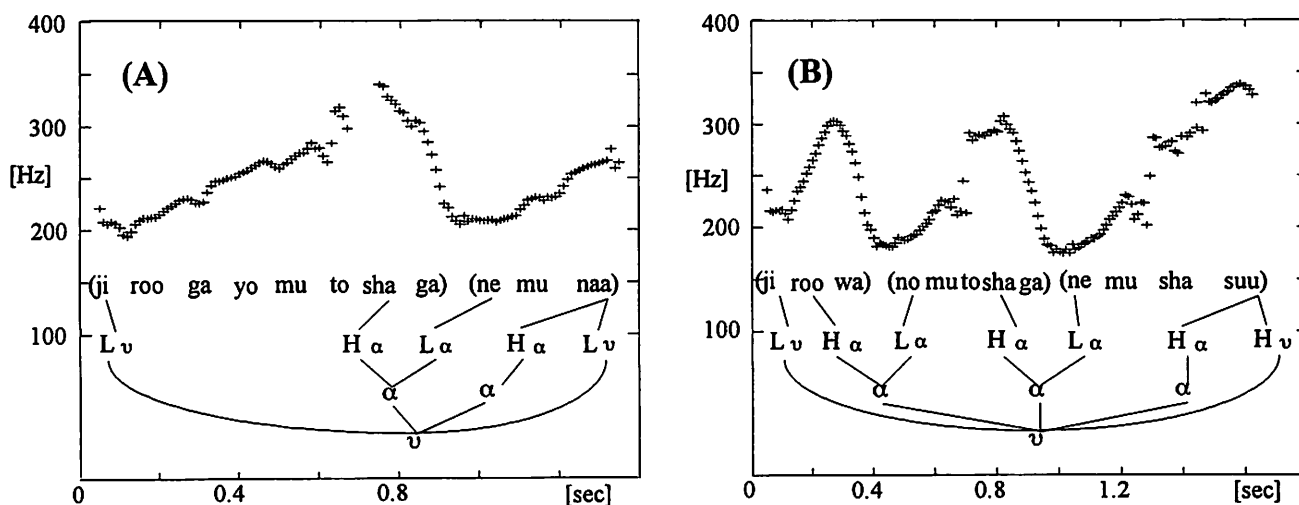 400
(A)
300
[Hz]
200
(ji roo ga yo mu to sha ga) (ne mu naa)
100
L υ H α L α H α L υ
α α
υ
0 0.4 0.8 [sec]
400
(B)
300
[Hz]
200
(ji roo wa) (no mu to sha ga) (ne mu sha suu)
100
L υ H α L α H α L α H α H υ
α α α
υ
0 0.4 0.8 1.2 [sec]